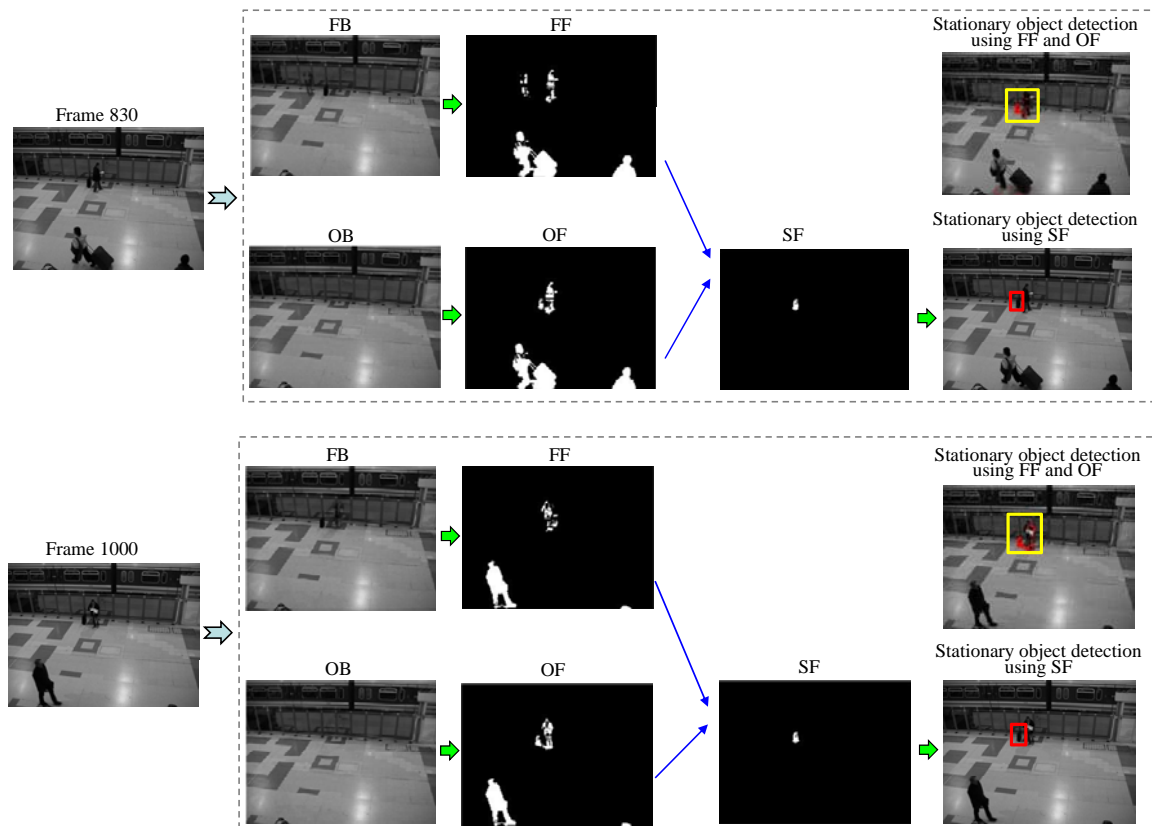 FB
FF
Stationary object detection
using FF and OF
Frame 830
OB
OF
SF
Stationary object detection
using SF
FB
FF
Stationary object detection
using FF and OF
Frame 1000
OB
OF
SF
Stationary object detection
using SF